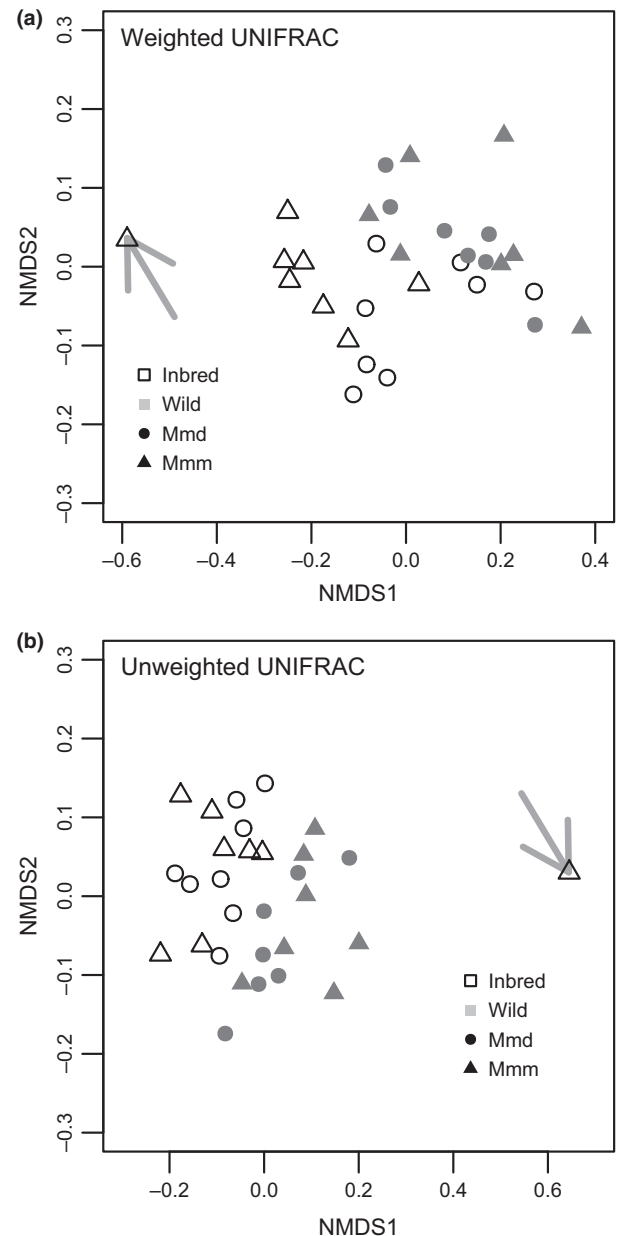 (a)
Weighted UNIFRAC
0.3
0.2
0.1
0.0
–0.1
–0.2
–0.3
NMDS2
Inbred
Wild
Mmd
Mmm
–0.6 –0.4 –0.2 0.0 0.2 0.4
NMDS1
(b)
Unweighted UNIFRAC
0.3
0.2
0.1
0.0
–0.1
–0.2
–0.3
NMDS2
Inbred
Wild
Mmd
Mmm
–0.2 0.0 0.2 0.4 0.6
NMDS1